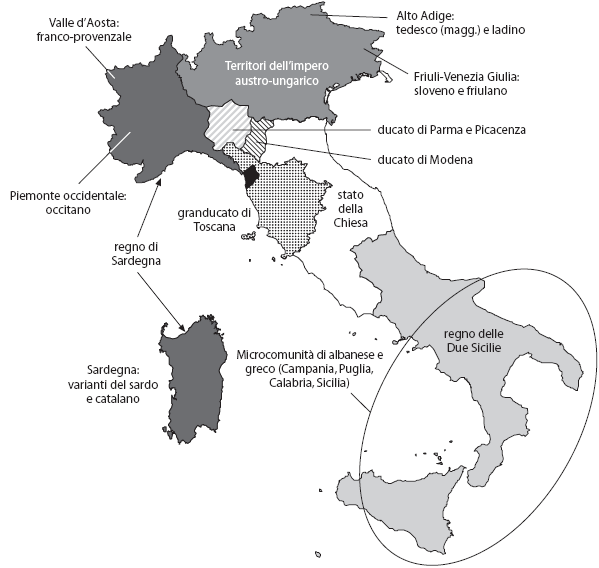 Valle d'Aosta:
franco-provenzale
Alto Adige:
tedesco (magg.) e ladino
Territori dell'Impero
austro-ungarico
Friuli-Venezia Giulia:
sloveno e friulano
ducato di Parma e Picacenza
ducato di Modena
Piemonte occidentale:
occitano
granducato di
Toscana
stato
della
Chiesa
regno di
Sardegna
regno delle
Due Sicilie
Microcomunità di albanese e
greco (Campania, Puglia,
Calabria, Sicilia)
Sardegna:
varianti del sardo
e catalano